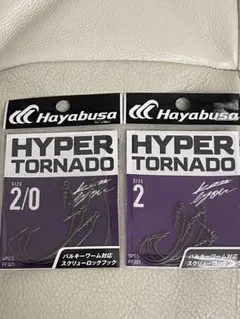 Hayabusa
HYPER
TORNADO
SIZE
2/0
5PCS
FF321
バルキーワーム対応
スクリューロックフック
Hayabusa
HYPER
TORNADO
SIZE
2
バルキーワーム対応
スクリューロックフック